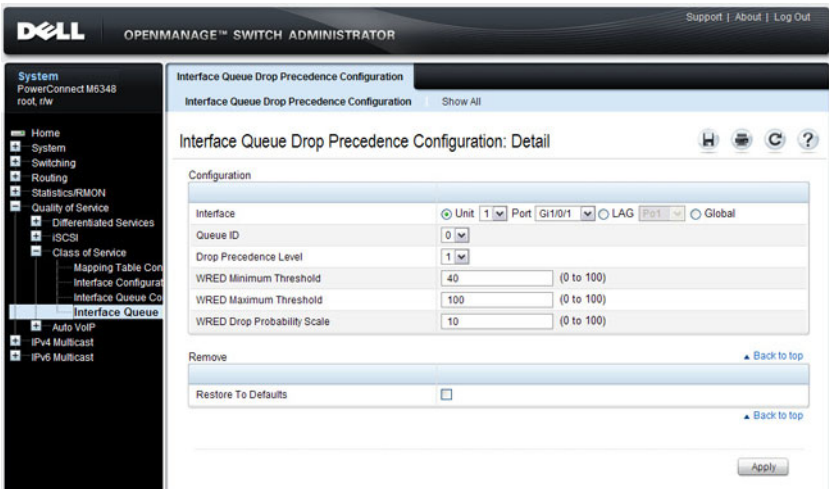 Support | About | Log Out
DELL OPENMANAGE™ SWITCH ADMINISTRATOR
System
PowerConnect M6348
root, r/w
Home
System
Switching
Routing
Statistics/RMON
Quality of Service
Differentiated Services
iSCSI
Class of Service
Mapping Table Con
Interface Configurat
Interface Queue Co
Interface Queue
Auto VoIP
IPv4 Multicast
IPv6 Multicast
Interface Queue Drop Precedence Configuration
Interface Queue Drop Precedence Configuration Show All
Interface Queue Drop Precedence Configuration: Detail
Configuration
Interface Unit 1 Port Gi1/0/1 LAG Po1 Global
Queue ID 0
Drop Precedence Level 1
WRED Minimum Threshold 40 (0 to 100)
WRED Maximum Threshold 100 (0 to 100)
WRED Drop Probability Scale 10 (0 to 100)
Remove Back to top
Restore To Defaults
Back to top
Apply